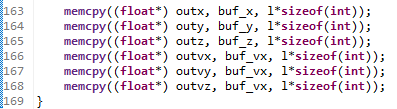 163 memcpy((float*) outx, buf_x, l*sizeof(int));
164 memcpy((float*) outy, buf_y, l*sizeof(int));
165 memcpy((float*) outz, buf_z, l*sizeof(int));
166 memcpy((float*) outvx, buf_vx, l*sizeof(int));
167 memcpy((float*) outvy, buf_vx, l*sizeof(int));
168 memcpy((float*) outvz, buf_vx, l*sizeof(int));
169 }